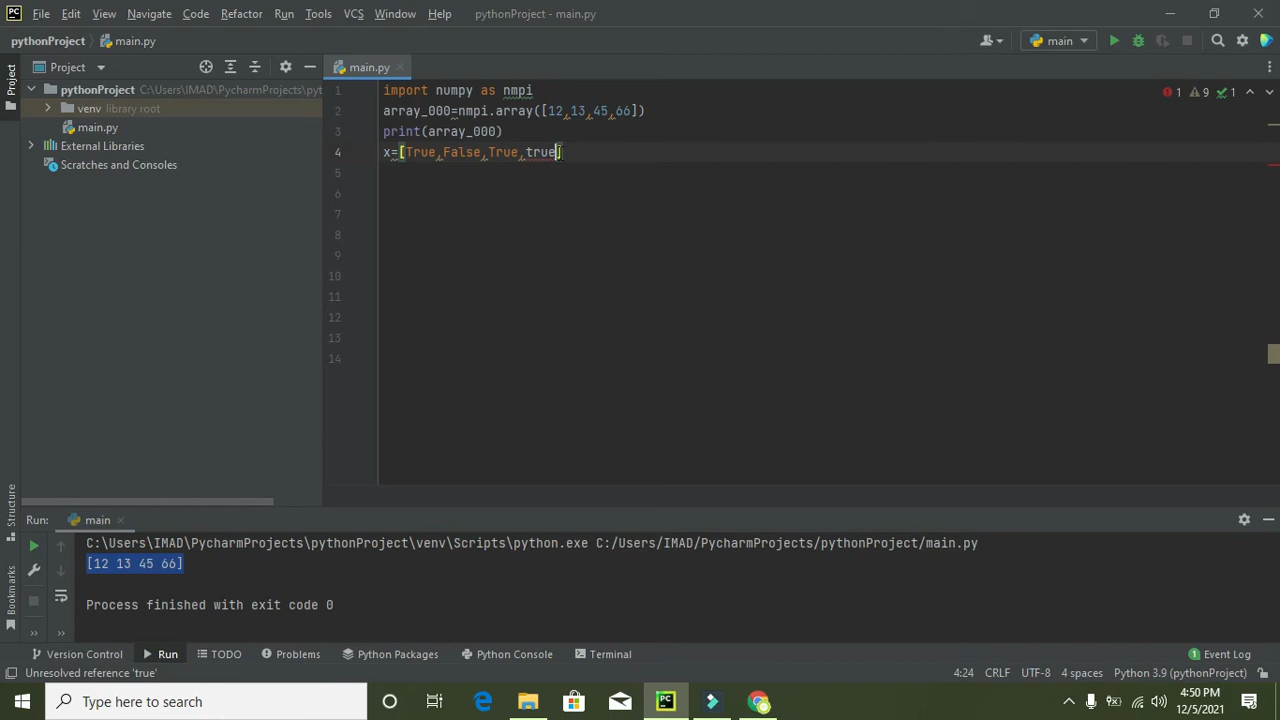 File Edit View Navigate Code Refactor Run Tools VCS Window Help pythonProject - main.py
pythonProject main.py main
Project main.py
1 import numpy as nmpi 1 9 1
2 array_000=nmpi.array([12,13,45,66])
3 print(array_000)
4 x=[True,False,True,true]
5
6
7
8
9
10
11
12
13
14
Project
pythonProject C:\Users\IMAD\PycharmProjects\pyt
venv library root
main.py
External Libraries
Scratches and Consoles
Structure
Bookmarks
Run: main
C:\Users\IMAD\PycharmProjects\pythonProject\venv\Scripts\python.exe C:/Users/IMAD/PycharmProjects/pythonProject/main.py
[12 13 45 66]
Process finished with exit code 0
Version Control Run TODO Problems Python Packages Python Console Terminal 1 Event Log
Unresolved reference 'true' 4:24 CRLF UTF-8 4 spaces Python 3.9 (pythonProject)
Type here to search
4:50 PM
12/5/2021